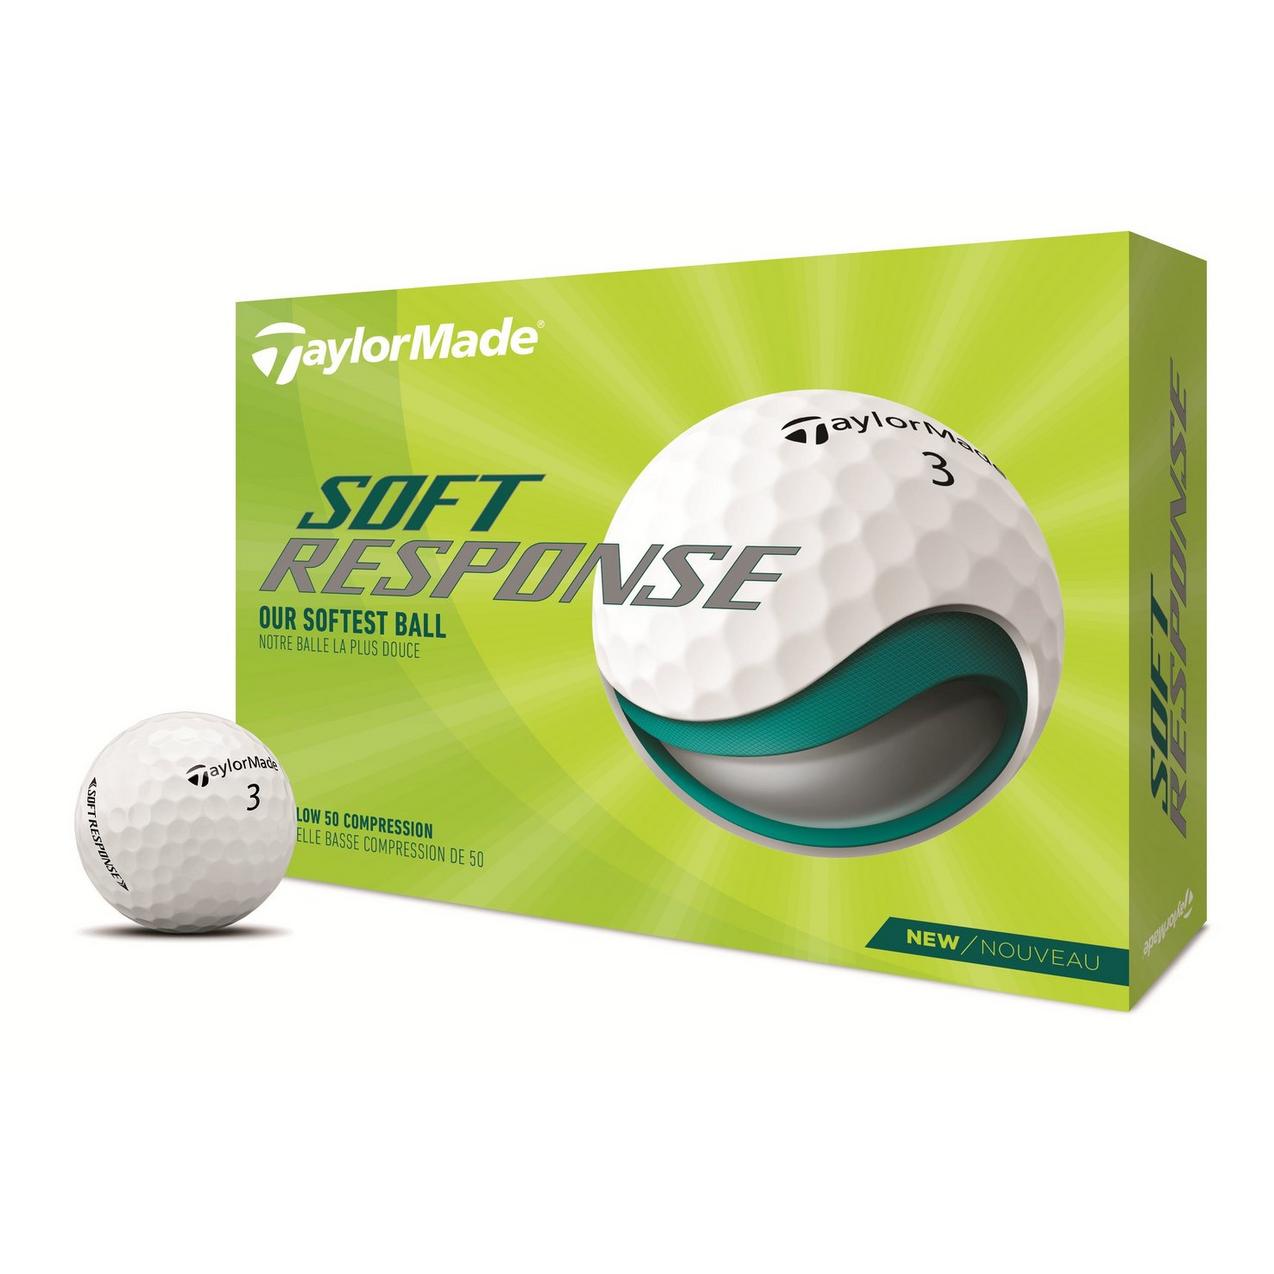 TaylorMade®
TaylorMade
3
SOFT
RESPONSE
OUR SOFTEST BALL
NOTRE BALLE LA PLUS DOUCE
TaylorMade
3
SOFT RESPONSE
LOW 50 COMPRESSION
ELLE BASSE COMPRESSION DE 50
NEW/NOUVEAU
SOFT
RESPONSE
TaylorMade